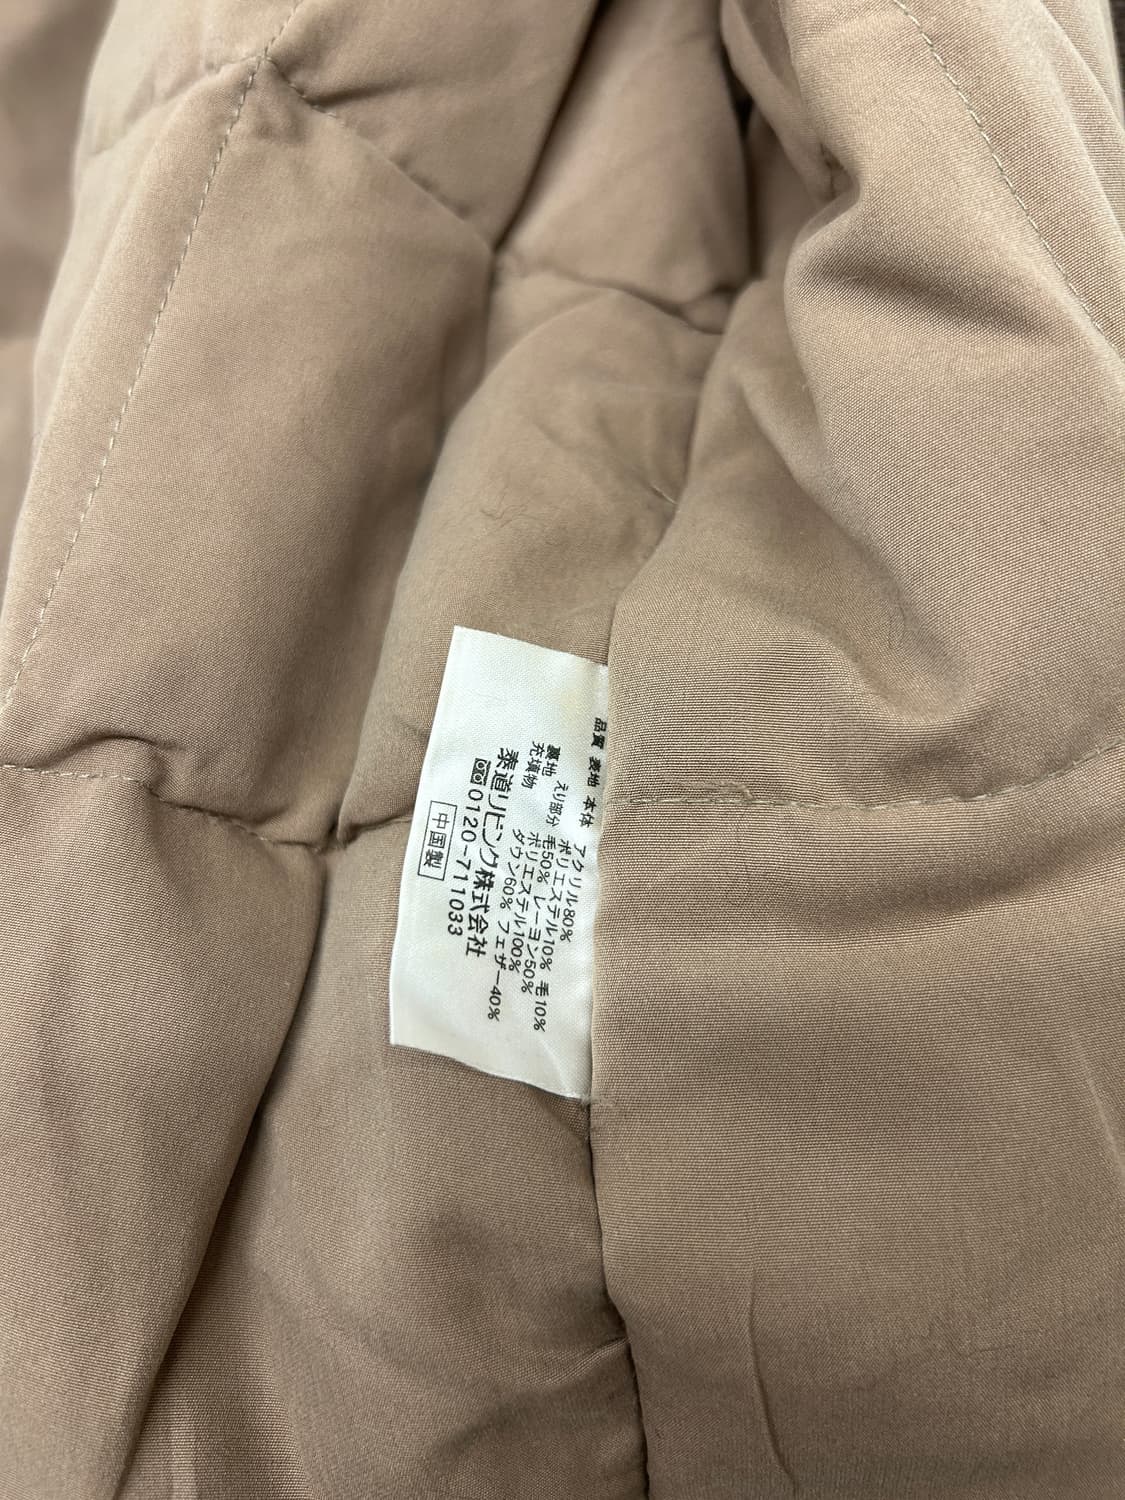 品質 表地 本体 アクリル80%
ポリエステル10% 毛10%
えり部分 毛50% レーヨン50%
裏地 ポリエステル100%
充填物 ダウン60% フェザー40%
泰道リビング株式会社
0120-711033
中国製